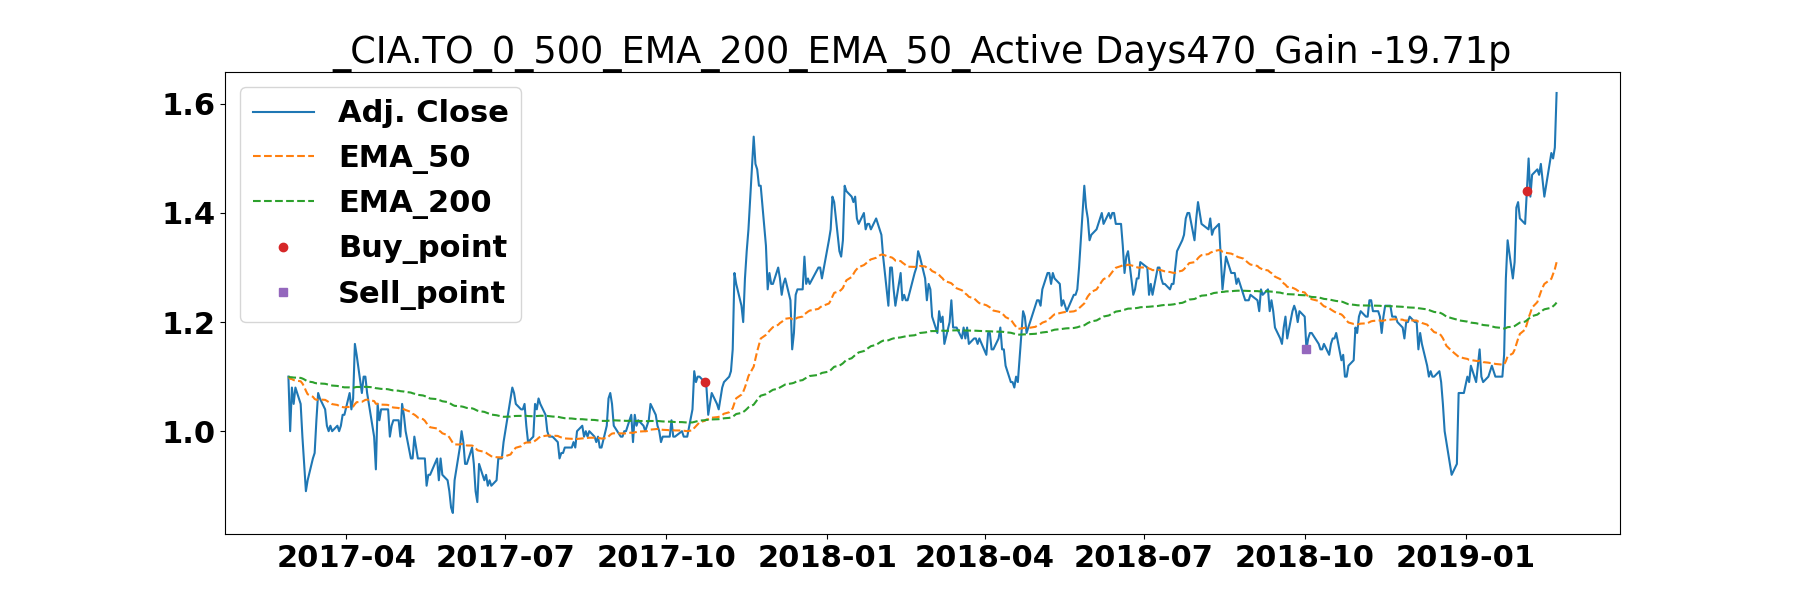 _CIA.TO_0_500_EMA_200_EMA_50_Active Days470_Gain -19.71p
1.6
1.4
1.2
1.0
Adj. Close
EMA_50
EMA_200
Buy_point
Sell_point
2017-04 2017-07 2017-10 2018-01 2018-04 2018-07 2018-10 2019-01